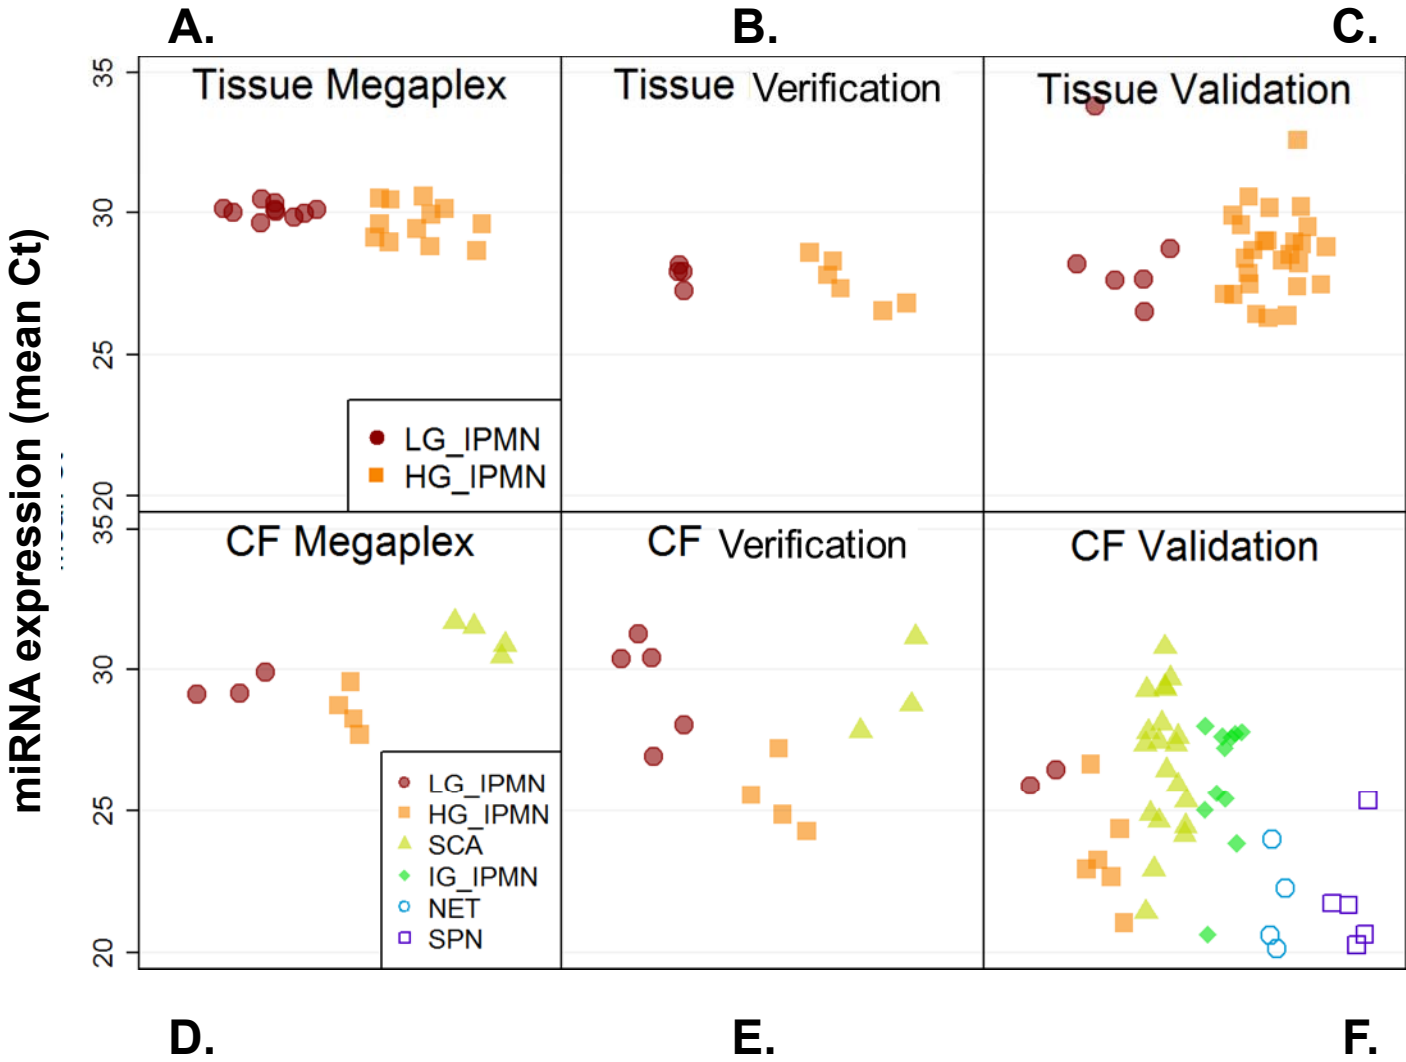 A.
B.
C.
Tissue Megaplex
Tissue Verification
Tissue Validation
35
30
25
20
miRNA expression (mean Ct)
LG_IPMN
HG_IPMN
CF Megaplex
CF Verification
CF Validation
35
30
25
20
LG_IPMN
HG_IPMN
SCA
IG_IPMN
NET
SPN
D.
E.
F.